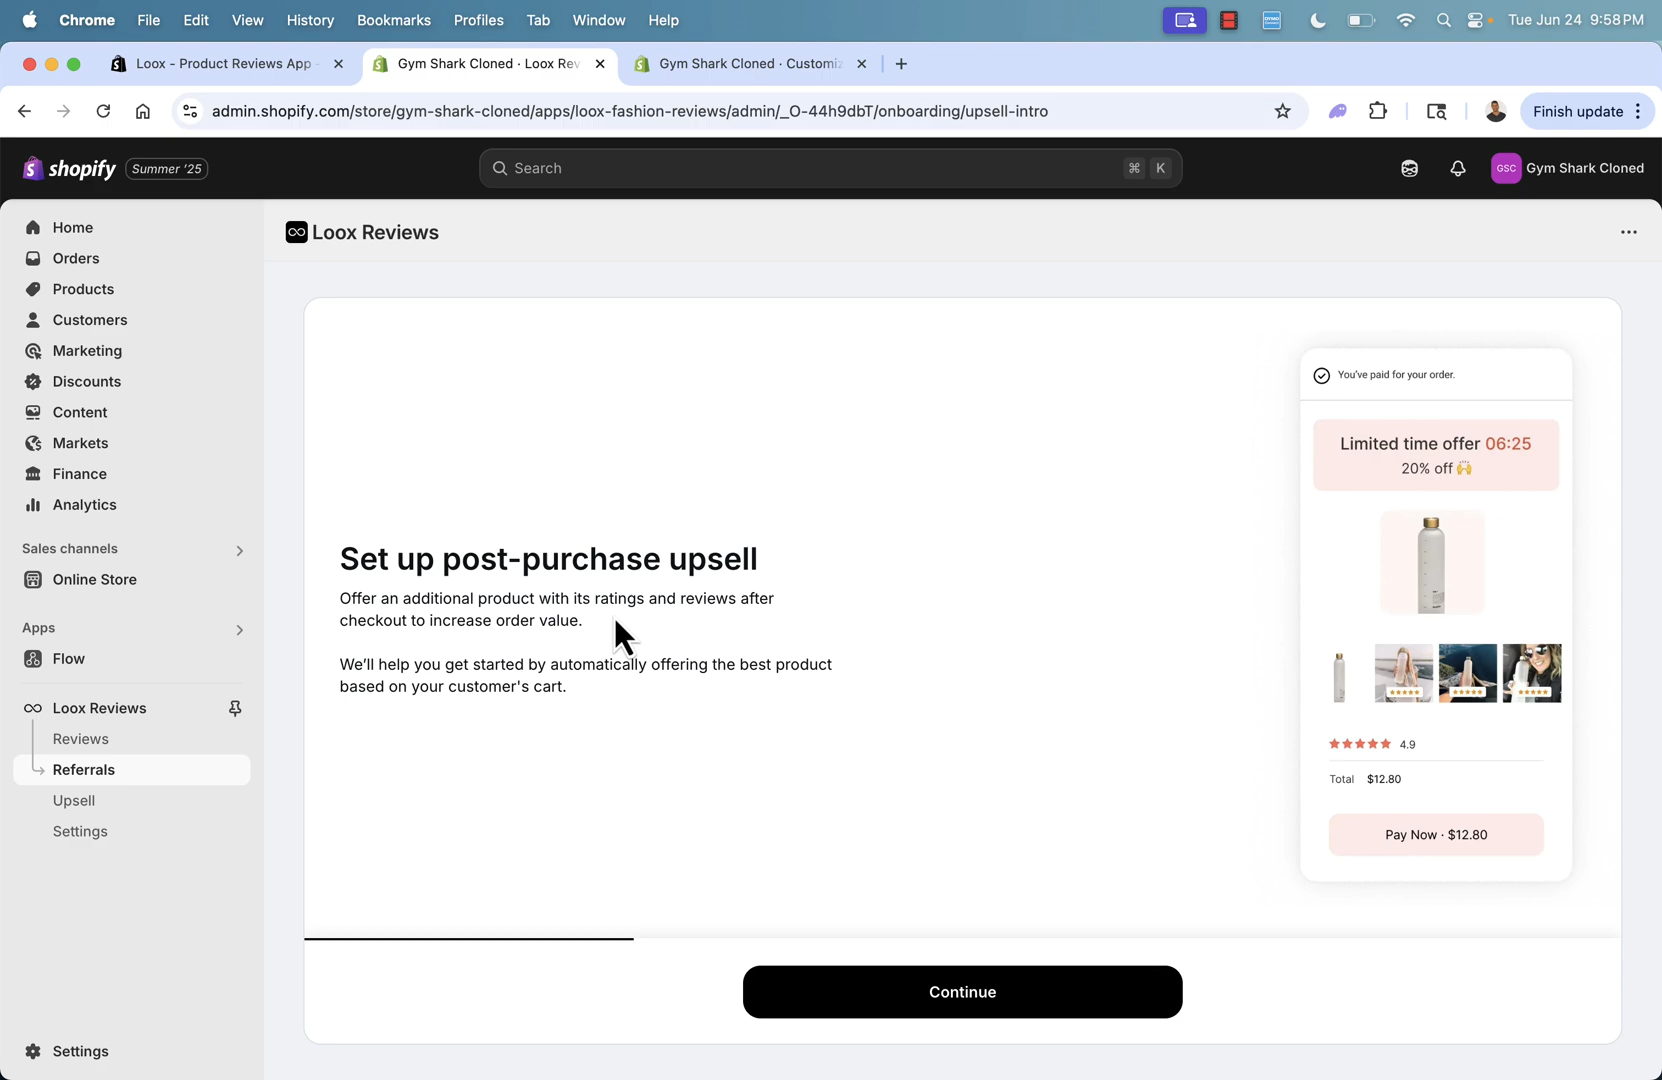 Chrome File Edit View History Bookmarks Profiles Tab Window Help
Tue Jun 24 9:58 PM
Loox - Product Reviews App
Gym Shark Cloned · Loox Rev
Gym Shark Cloned · Customiz
admin.shopify.com/store/gym-shark-cloned/apps/loox-fashion-reviews/admin/_O-44h9dbT/onboarding/upsell-intro
Finish update
shopify
Summer '25
Search
⌘ K
GSC
Gym Shark Cloned
Home
Orders
Products
Customers
Marketing
Discounts
Content
Markets
Finance
Analytics
Sales channels
Online Store
Apps
Flow
Loox Reviews
Reviews
Referrals
Upsell
Settings
Settings
Loox Reviews
Set up post-purchase upsell
Offer an additional product with its ratings and reviews after
checkout to increase order value.
We'll help you get started by automatically offering the best product
based on your customer's cart.
You've paid for your order.
Limited time offer 06:25
20% off 🙌
4.9
Total $12.80
Pay Now · $12.80
Continue